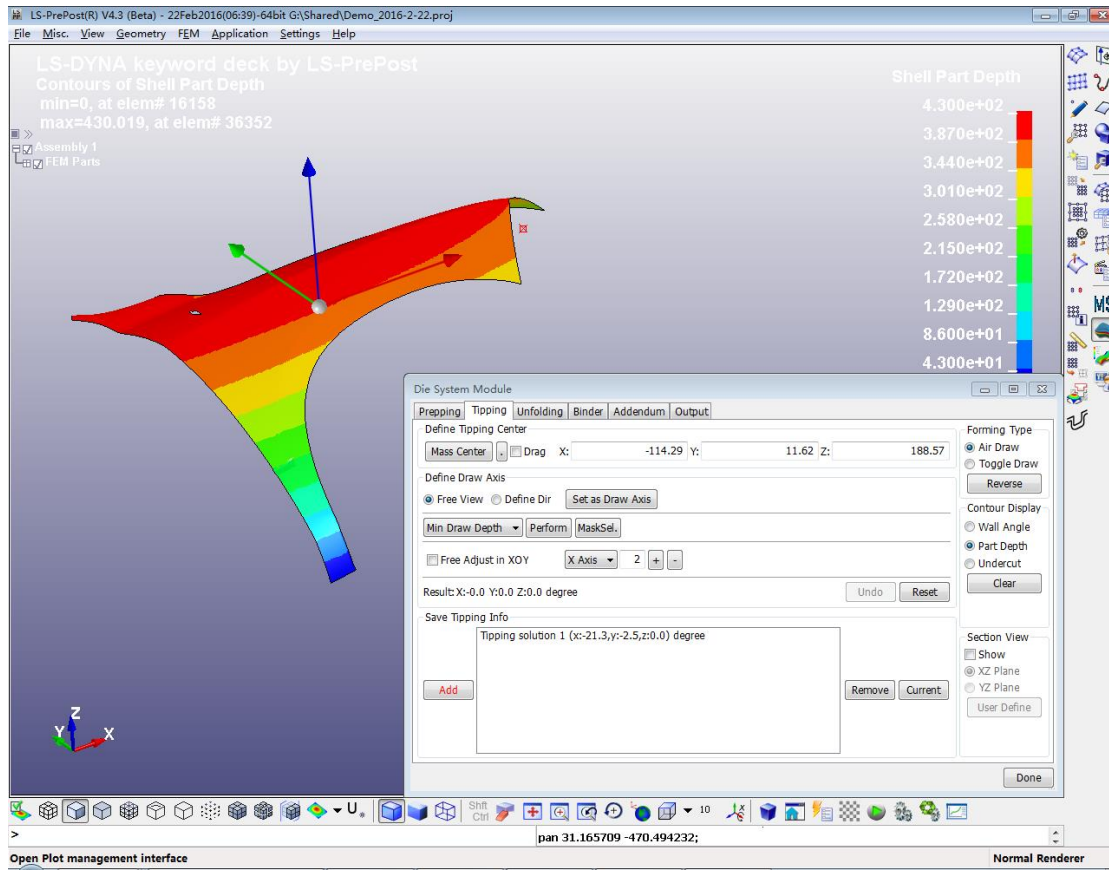 LS-PrePost(R) V4.3 (Beta) - 22Feb2016(06:39)-64bit G:\Shared\Demo_2016-2-22.proj
File Misc. View Geometry FEM Application Settings Help
LS-DYNA keyword deck by LS-PrePost
Contours of Shell Part Depth
min=0, at elem# 16158
max=430.019, at elem# 36352
Assembly 1
FEM Parts
Shell Part Depth
4.300e+02
3.870e+02
3.440e+02
3.010e+02
2.580e+02
2.150e+02
1.720e+02
1.290e+02
8.600e+01
4.300e+01
MS
Die System Module
Prepping Tipping Unfolding Binder Addendum Output
Define Tipping Center
Mass Center . Drag X: -114.29 Y: 11.62 Z: 188.57
Define Draw Axis
Free View Define Dir Set as Draw Axis
Min Draw Depth Perform MaskSel.
Free Adjust in XOY X Axis 2 + -
Result: X:-0.0 Y:0.0 Z:0.0 degree Undo Reset
Save Tipping Info
Tipping solution 1 (x:-21.3,y:-2.5,z:0.0) degree
Add Remove Current
Forming Type
Air Draw
Toggle Draw
Reverse
Contour Display
Wall Angle
Part Depth
Undercut
Clear
Section View
Show
XZ Plane
YZ Plane
User Define
Done
Z
Y X
U. Shft Ctrl 10
>
pan 31.165709 -470.494232;
Open Plot management interface Normal Renderer